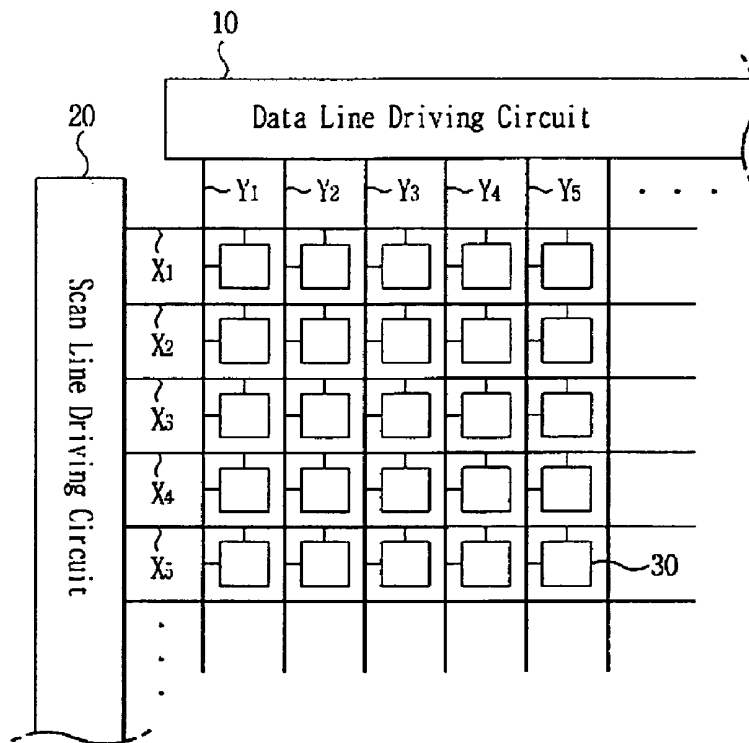 10
Data Line Driving Circuit
20
Y1 Y2 Y3 Y4 Y5 . . .
Scan Line Driving Circuit
X1
X2
X3
X4
X5
30